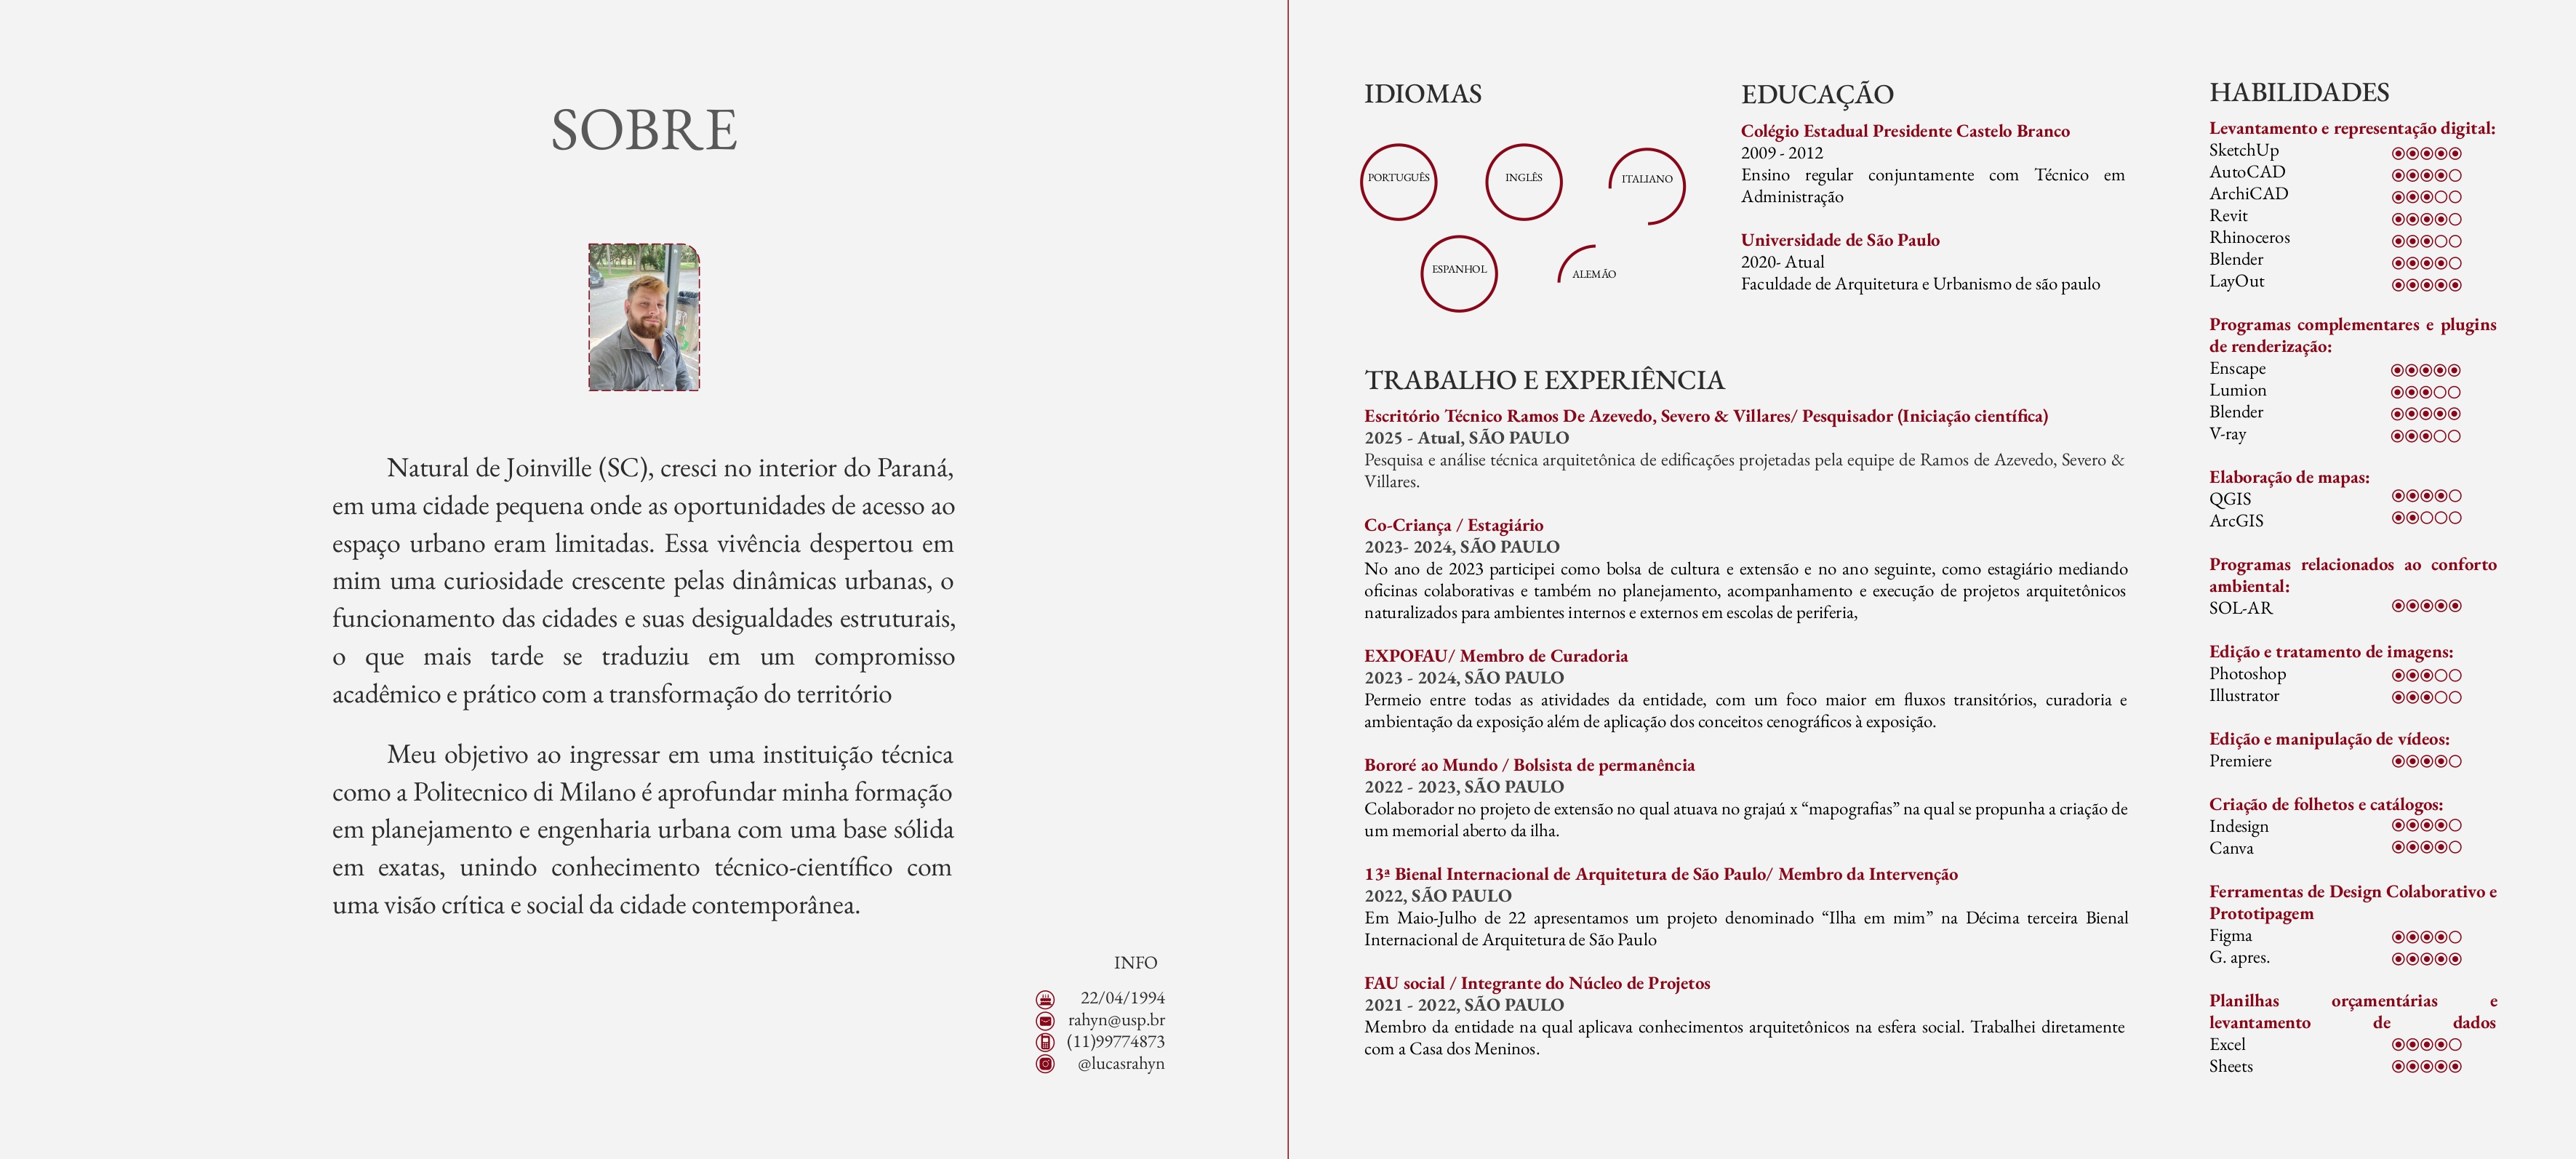 SOBRE
Natural de Joinville (SC), cresci no interior do Paraná,
em uma cidade pequena onde as oportunidades de acesso ao
espaço urbano eram limitadas. Essa vivência despertou em
mim uma curiosidade crescente pelas dinâmicas urbanas, o
funcionamento das cidades e suas desigualdades estruturais,
o que mais tarde se traduziu em um compromisso
acadêmico e prático com a transformação do território
Meu objetivo ao ingressar em uma instituição técnica
como a Politecnico di Milano é aprofundar minha formação
em planejamento e engenharia urbana com uma base sólida
em exatas, unindo conhecimento técnico-científico com
uma visão crítica e social da cidade contemporânea.
INFO
22/04/1994
rahyn@usp.br
(11)99774873
@lucasrahyn
IDIOMAS
PORTUGUÊS
INGLÊS
ITALIANO
ESPANHOL
ALEMÃO
EDUCAÇÃO
Colégio Estadual Presidente Castelo Branco
2009 - 2012
Ensino regular conjuntamente com Técnico em
Administração
Universidade de São Paulo
2020- Atual
Faculdade de Arquitetura e Urbanismo de são paulo
TRABALHO E EXPERIÊNCIA
Escritório Técnico Ramos De Azevedo, Severo & Villares/ Pesquisador (Iniciação científica)
2025 - Atual, SÃO PAULO
Pesquisa e análise técnica arquitetônica de edificações projetadas pela equipe de Ramos de Azevedo, Severo &
Villares.
Co-Criança / Estagiário
2023- 2024, SÃO PAULO
No ano de 2023 participei como bolsa de cultura e extensão e no ano seguinte, como estagiário mediando
oficinas colaborativas e também no planejamento, acompanhamento e execução de projetos arquitetônicos
naturalizados para ambientes internos e externos em escolas de periferia,
EXPOFAU/ Membro de Curadoria
2023 - 2024, SÃO PAULO
Permeio entre todas as atividades da entidade, com um foco maior em fluxos transitórios, curadoria e
ambientação da exposição além de aplicação dos conceitos cenográficos à exposição.
Bororé ao Mundo / Bolsista de permanência
2022 - 2023, SÃO PAULO
Colaborador no projeto de extensão no qual atuava no grajaú x “mapografias” na qual se propunha a criação de
um memorial aberto da ilha.
13ª Bienal Internacional de Arquitetura de São Paulo/ Membro da Intervenção
2022, SÃO PAULO
Em Maio-Julho de 22 apresentamos um projeto denominado “Ilha em mim” na Décima terceira Bienal
Internacional de Arquitetura de São Paulo
FAU social / Integrante do Núcleo de Projetos
2021 - 2022, SÃO PAULO
Membro da entidade na qual aplicava conhecimentos arquitetônicos na esfera social. Trabalhei diretamente
com a Casa dos Meninos.
HABILIDADES
Levantamento e representação digital:
SketchUp
AutoCAD
ArchiCAD
Revit
Rhinoceros
Blender
LayOut
Programas complementares e plugins
de renderização:
Enscape
Lumion
Blender
V-ray
Elaboração de mapas:
QGIS
ArcGIS
Programas relacionados ao conforto
ambiental:
SOL-AR
Edição e tratamento de imagens:
Photoshop
Illustrator
Edição e manipulação de vídeos:
Premiere
Criação de folhetos e catálogos:
Indesign
Canva
Ferramentas de Design Colaborativo e
Prototipagem
Figma
G. apres.
Planilhas orçamentárias e
levantamento de dados
Excel
Sheets